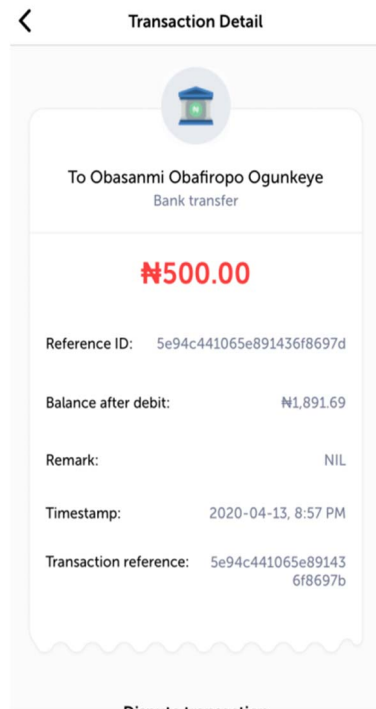 Transaction Detail
To Obasanmi Obafiropo Ogunkeye
Bank transfer
₦500.00
Reference ID: 5e94c441065e891436f8697d
Balance after debit: ₦1,891.69
Remark: NIL
Timestamp: 2020-04-13, 8:57 PM
Transaction reference: 5e94c441065e89143
6f8697b